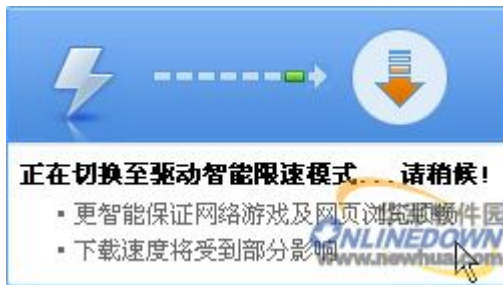 正在切换至驱动智能限速模式...请稍候!
▪ 更智能保证网络游戏及网页浏览顺畅
▪ 下载速度将受到部分影响
件园
ONLINEDOWN
www.newhua.com